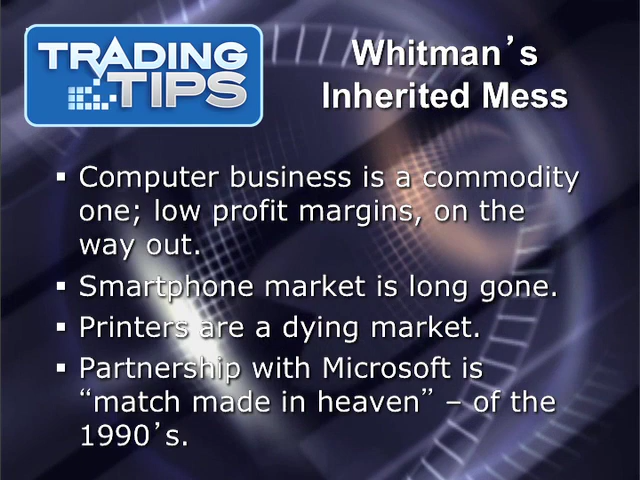 TRADING
TIPS
Whitman’s
Inherited Mess
▪ Computer business is a commodity
one; low profit margins, on the
way out.
▪ Smartphone market is long gone.
▪ Printers are a dying market.
▪ Partnership with Microsoft is
“match made in heaven” – of the
1990’s.